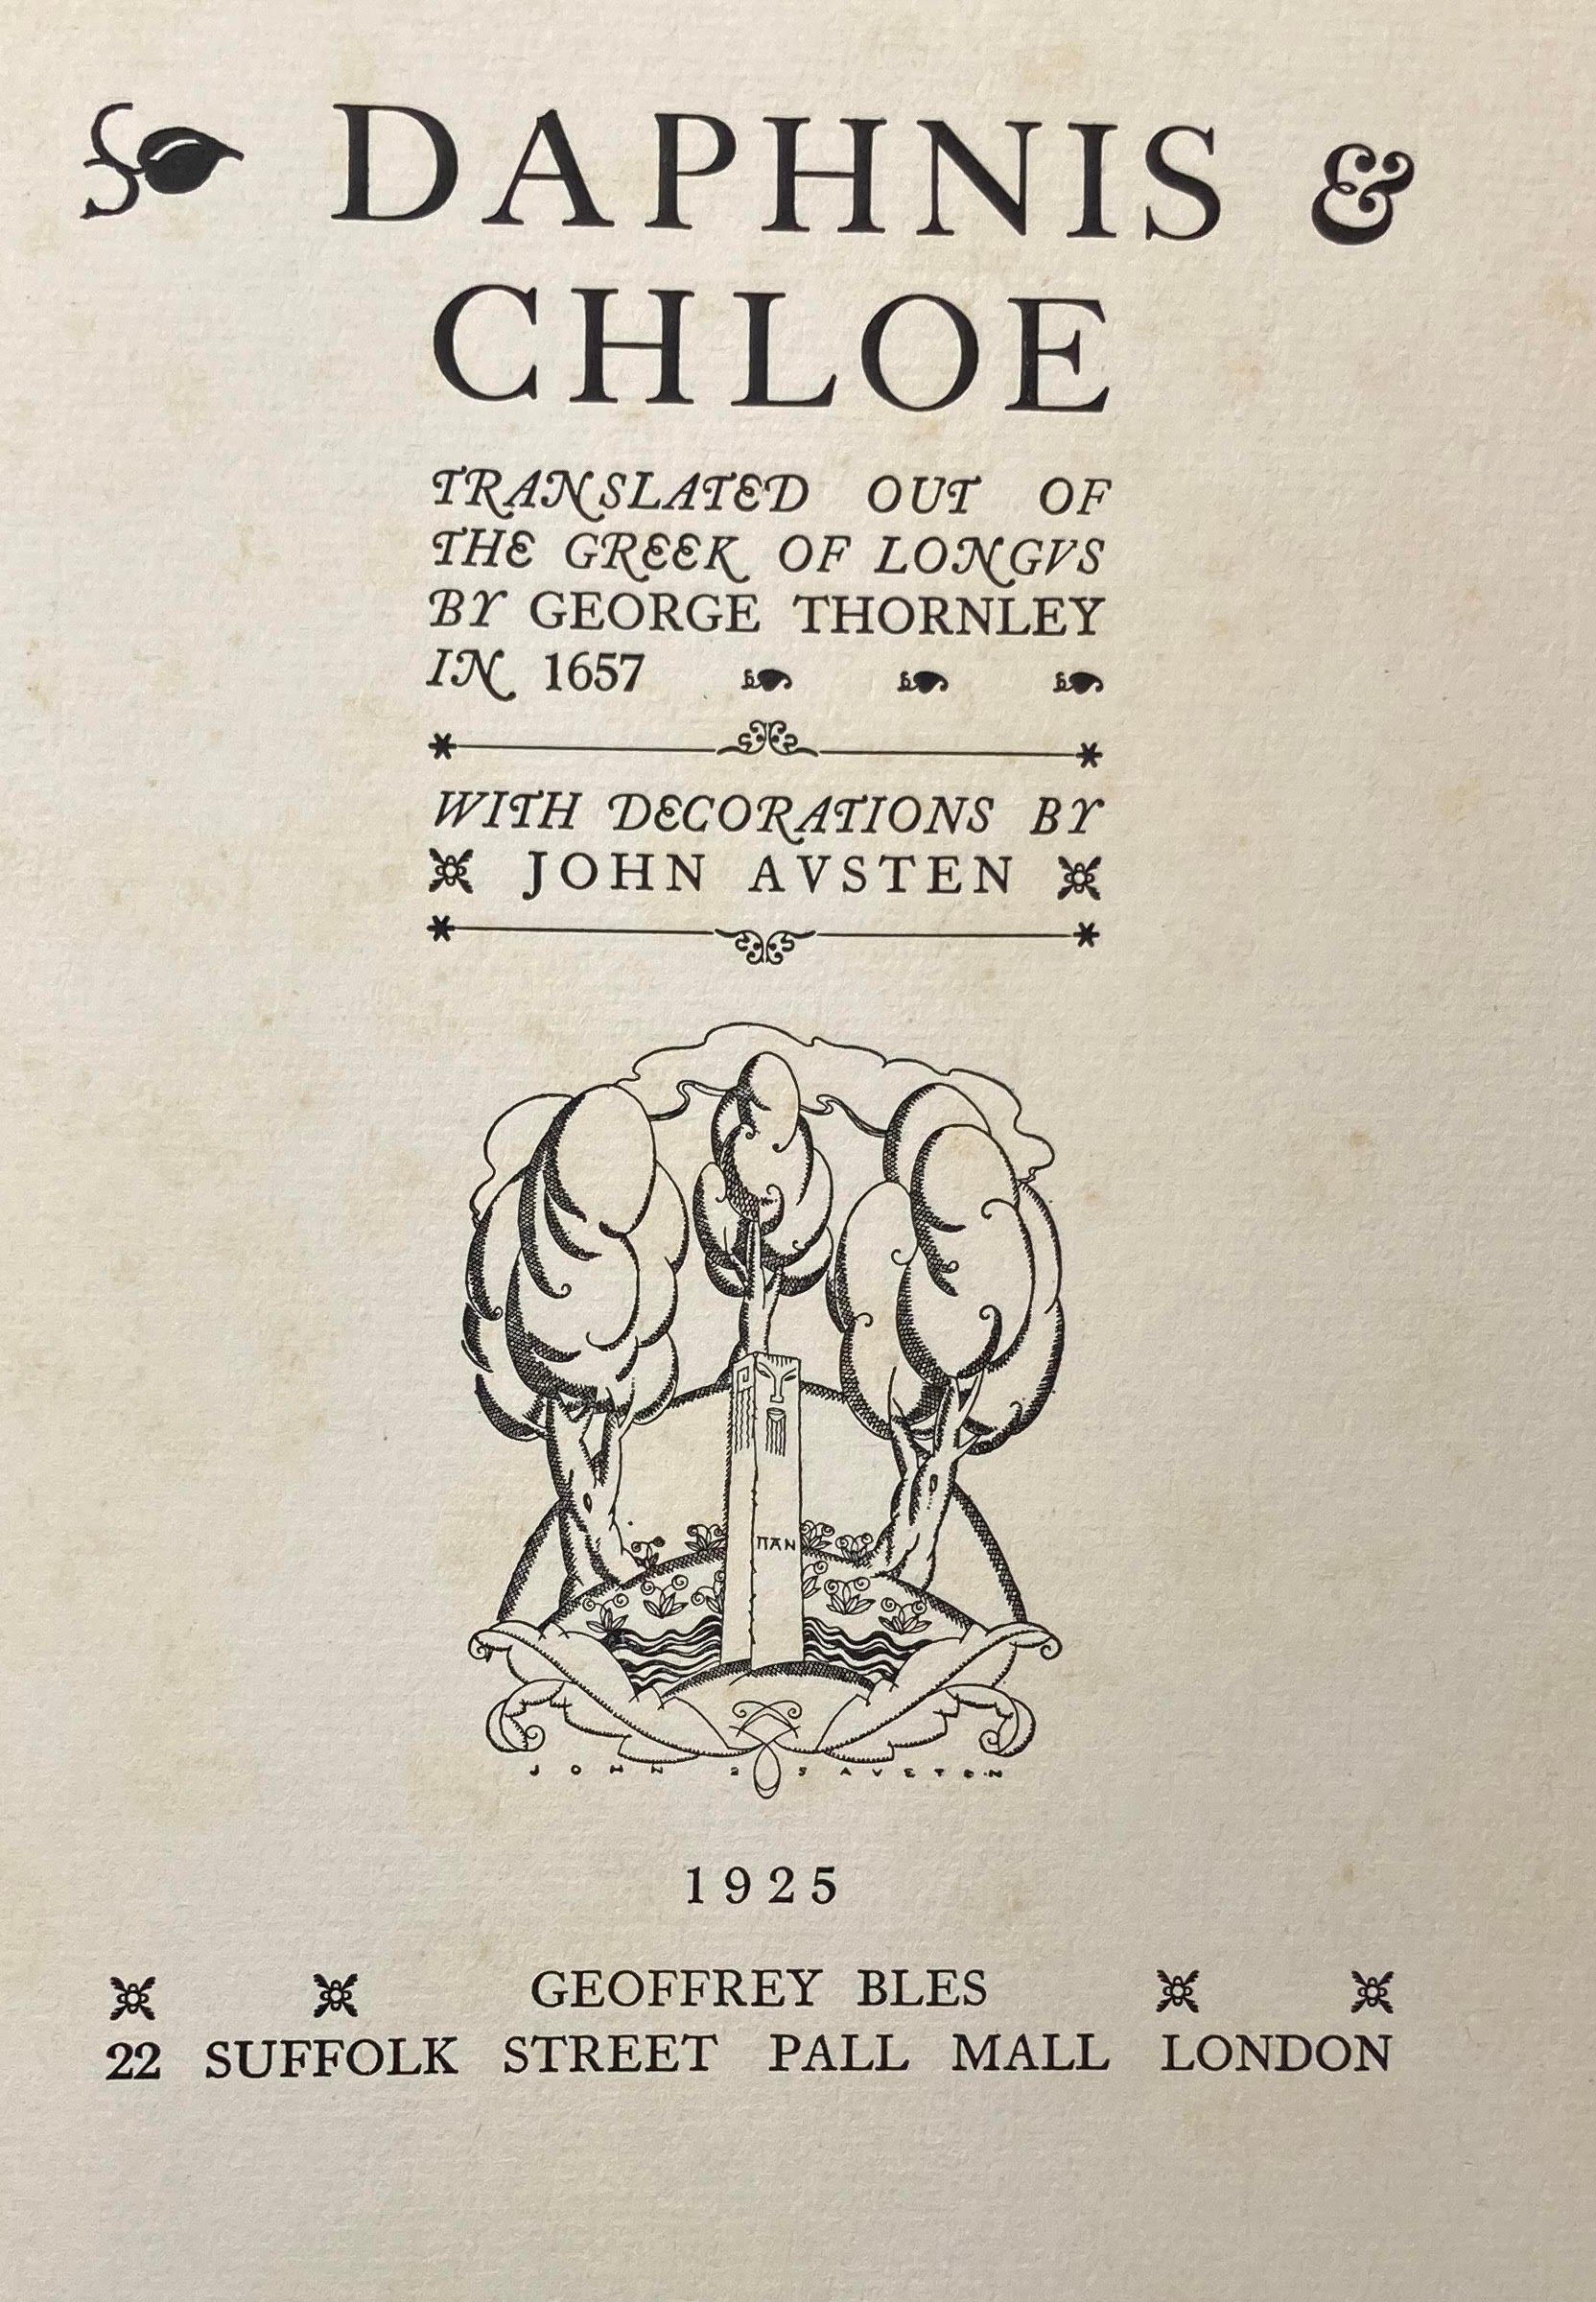 DAPHNIS &
CHLOE
TRANSLATED OUT OF
THE GREEK OF LONGVS
BY GEORGE THORNLEY
IN 1657
WITH DECORATIONS BY
JOHN AVSTEN
ΠΑΝ
JOHN AVSTEN
1925
GEOFFREY BLES
22 SUFFOLK STREET PALL MALL LONDON